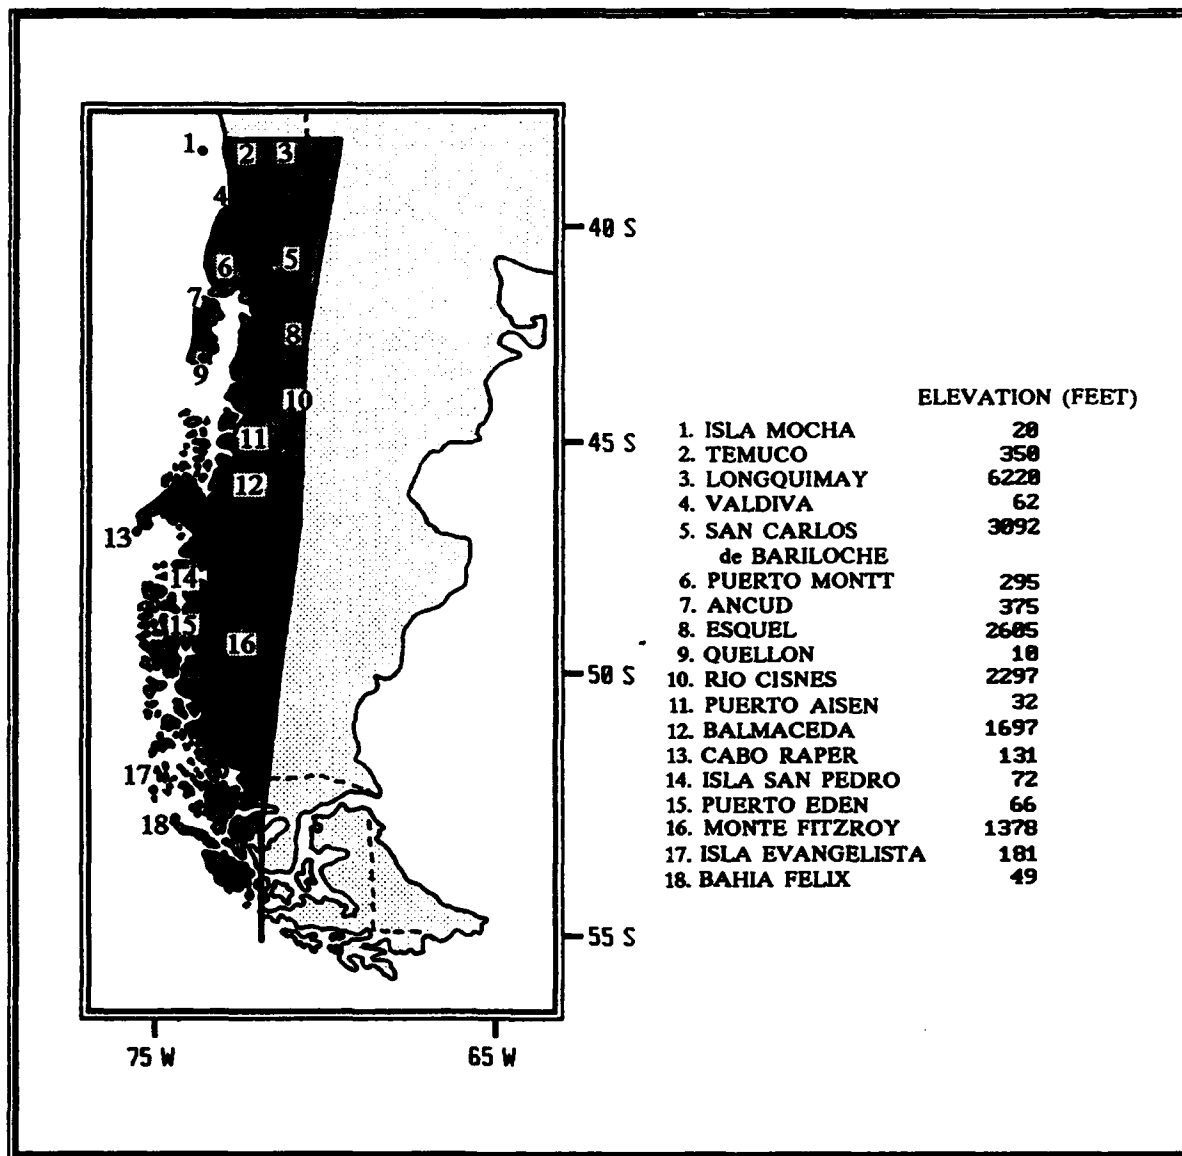 1
2
3
4
5
6
7
8
9
10
11
12
13
14
15
16
17
18
40 S
45 S
50 S
55 S
75 W
65 W
ELEVATION (FEET)
1. ISLA MOCHA 20
2. TEMUCO 350
3. LONGQUIMAY 6220
4. VALDIVA 62
5. SAN CARLOS 3092
de BARILOCHE
6. PUERTO MONTT 295
7. ANCUD 375
8. ESQUEL 2605
9. QUELLON 10
10. RIO CISNES 2297
11. PUERTO AISEN 32
12. BALMACEDA 1697
13. CABO RAPER 131
14. ISLA SAN PEDRO 72
15. PUERTO EDEN 66
16. MONTE FITZROY 1378
17. ISLA EVANGELISTA 181
18. BAHIA FELIX 49